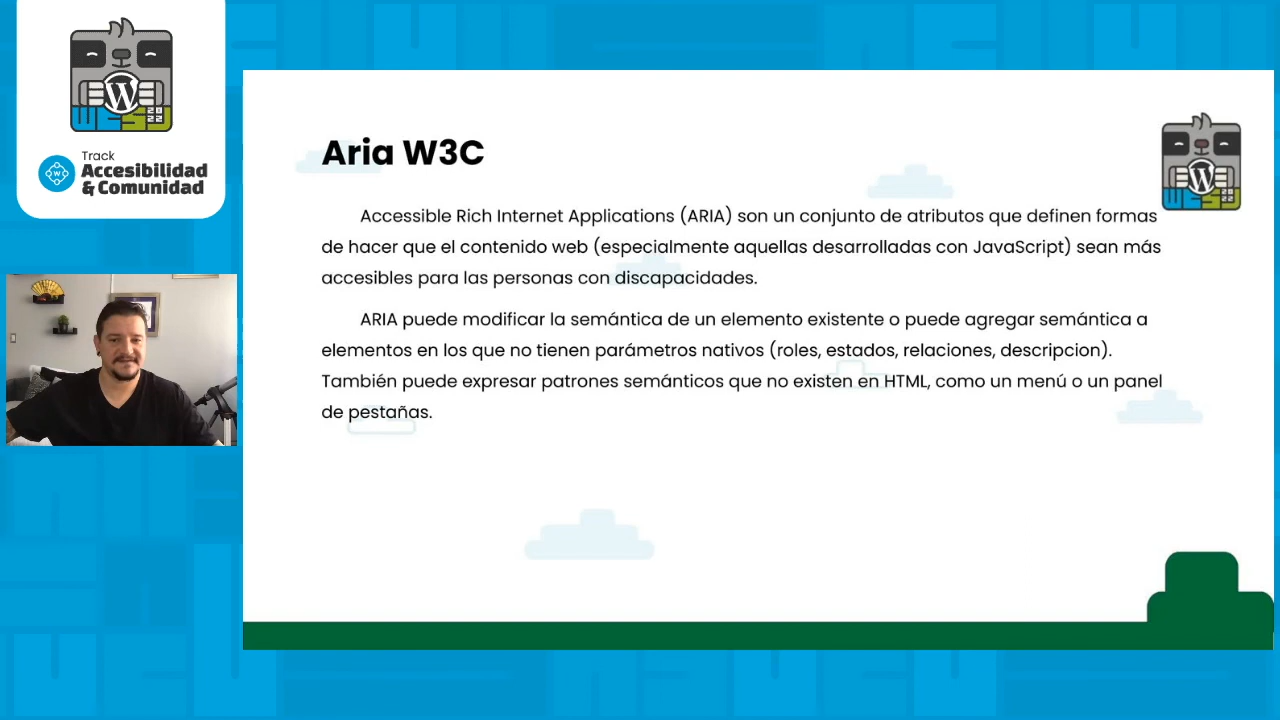 Track
Accesibilidad
& Comunidad
Aria W3C
Accessible Rich Internet Applications (ARIA) son un conjunto de atributos que definen formas
de hacer que el contenido web (especialmente aquellas desarrolladas con JavaScript) sean más
accesibles para las personas con discapacidades.
ARIA puede modificar la semántica de un elemento existente o puede agregar semántica a
elementos en los que no tienen parámetros nativos (roles, estados, relaciones, descripcion).
También puede expresar patrones semánticos que no existen en HTML, como un menú o un panel
de pestañas.